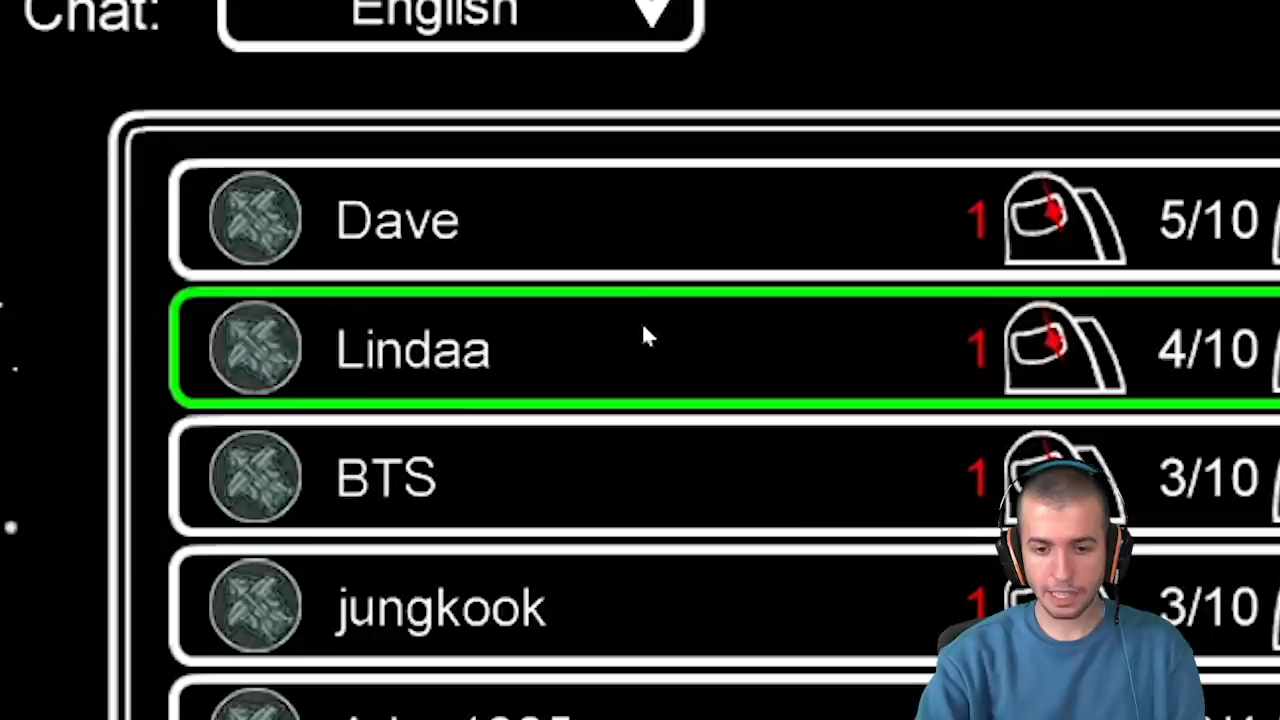 Chat: English
Dave 1 5/10
Lindaa 1 4/10
BTS 1 3/10
jungkook 1 3/10